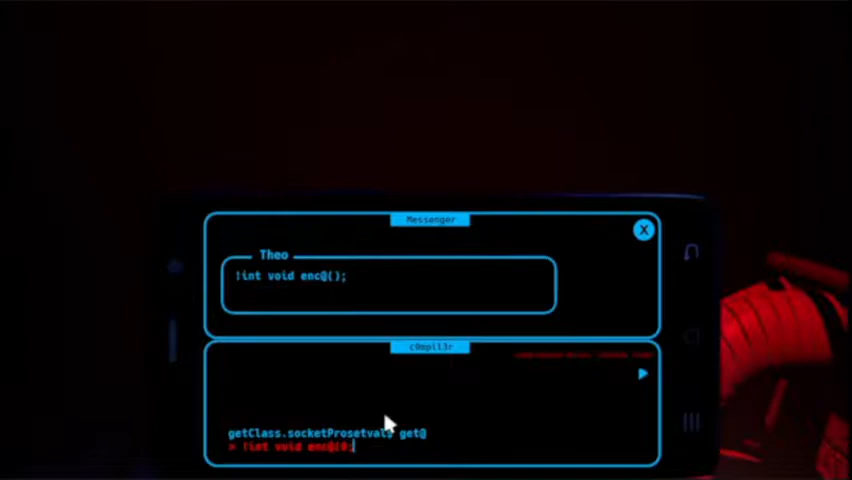 Messenger
X
Theo
!int void enc@();
c0mpil3r
getClass.socketProsetval@ get@
> !int void enc@(0;